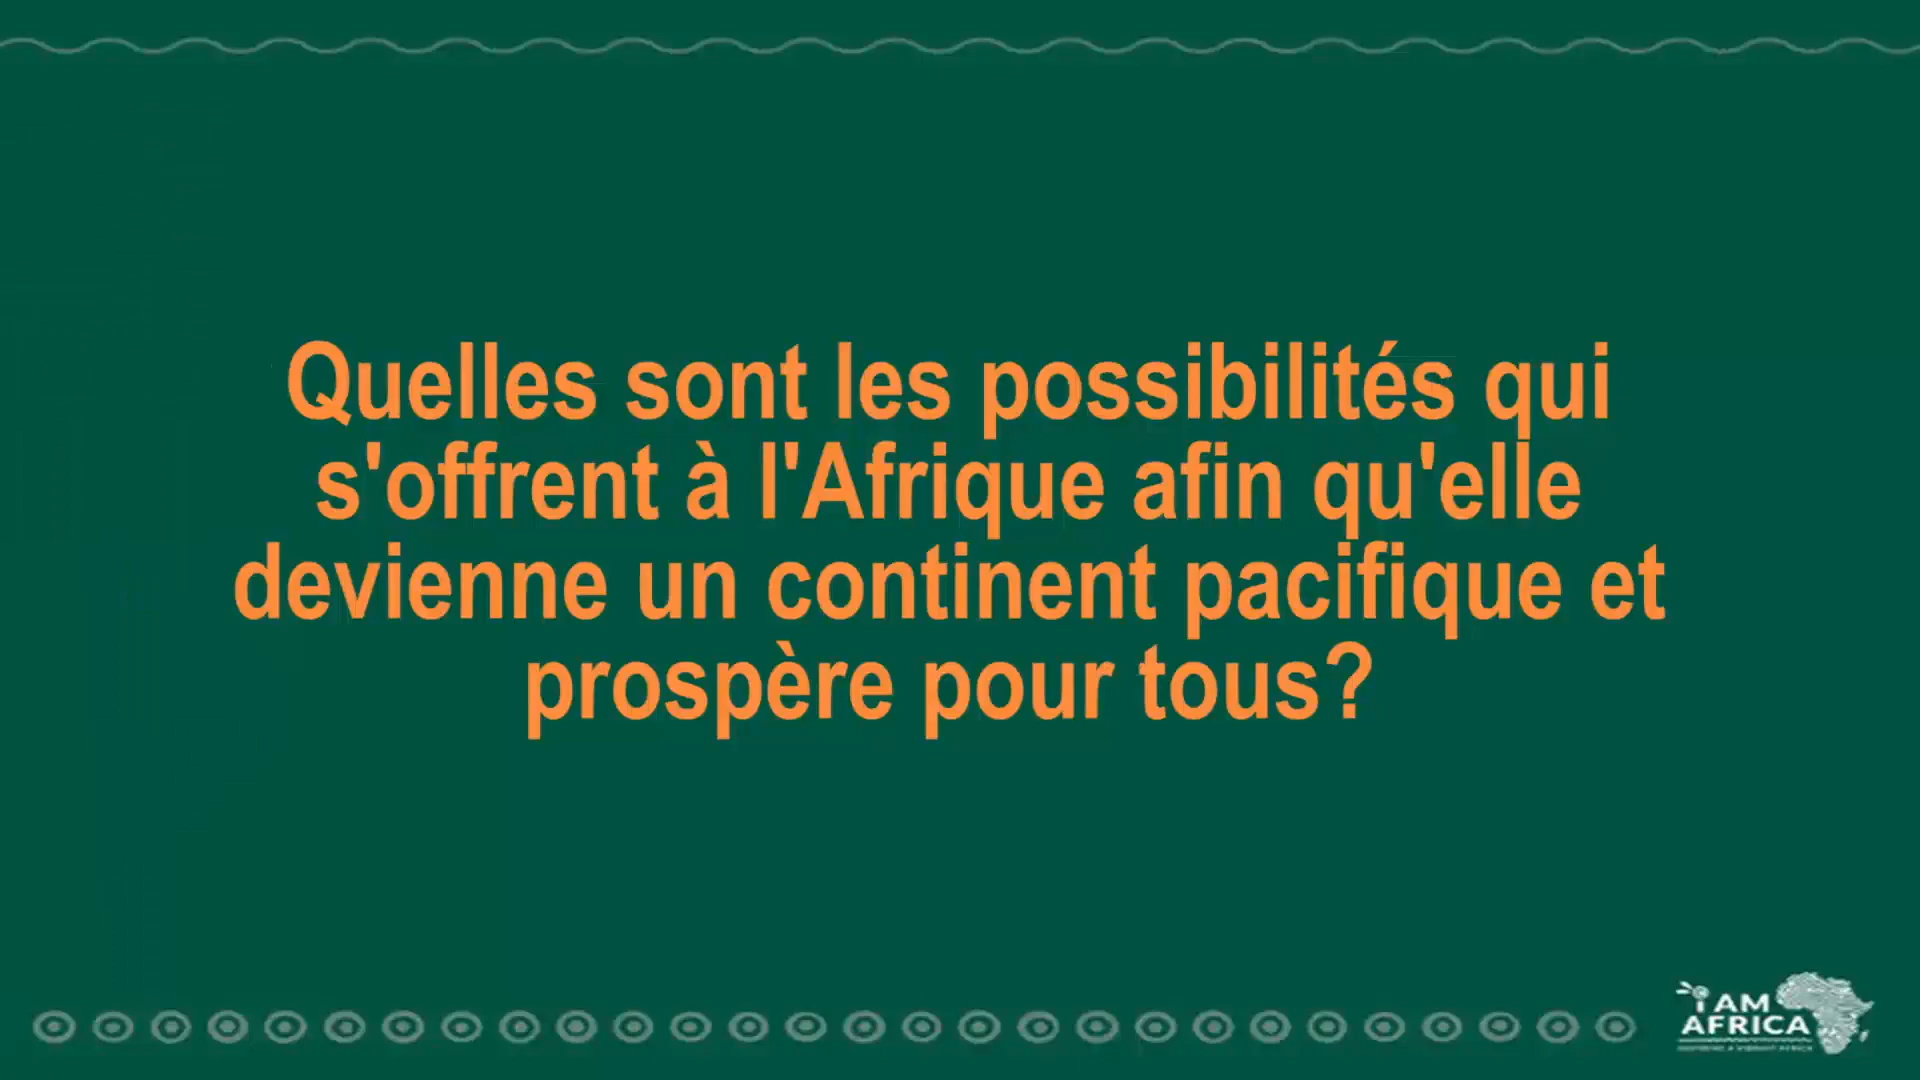 Quelles sont les possibilités qui
s'offrent à l'Afrique afin qu'elle
devienne un continent pacifique et
prospère pour tous?
I AM
AFRICA